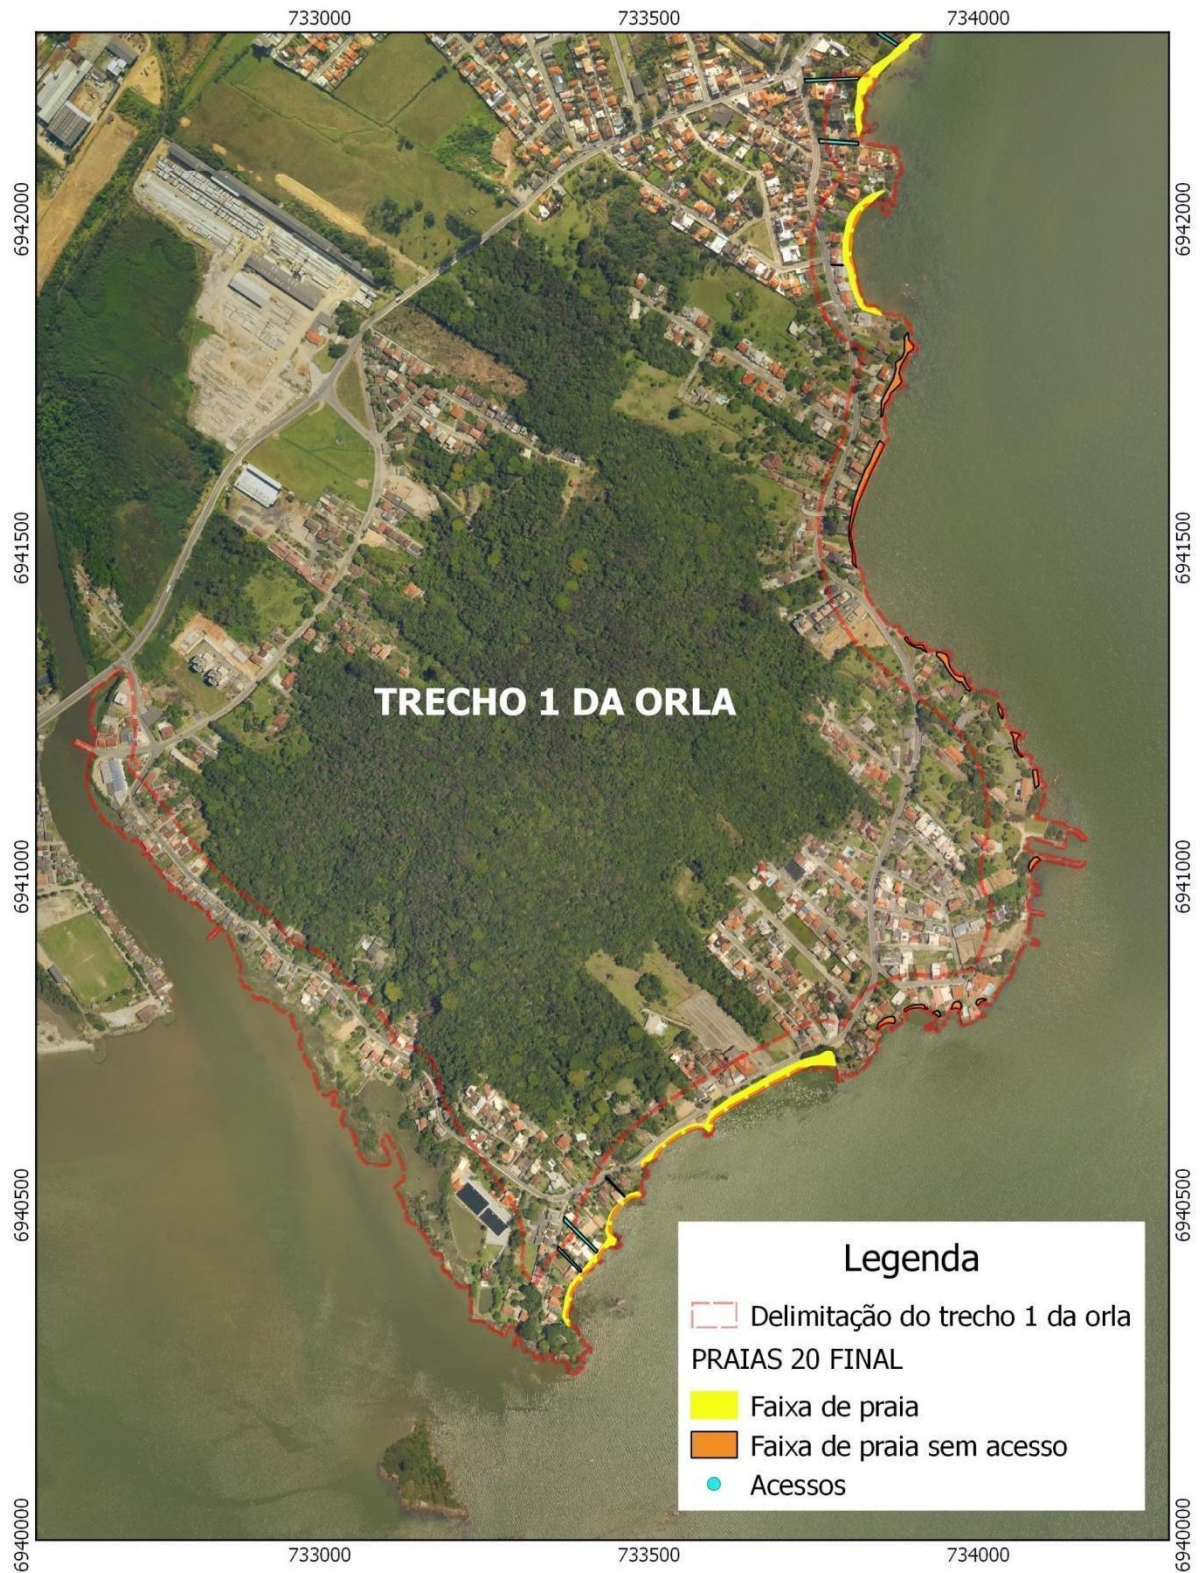 733000
733500
734000
6942000
6942000
6941500
6941500
TRECHO 1 DA ORLA
6941000
6941000
6940500
6940500
Legenda
Delimitação do trecho 1 da orla
PRAIAS 20 FINAL
Faixa de praia
Faixa de praia sem acesso
Acessos
6940000
6940000
733000
733500
734000